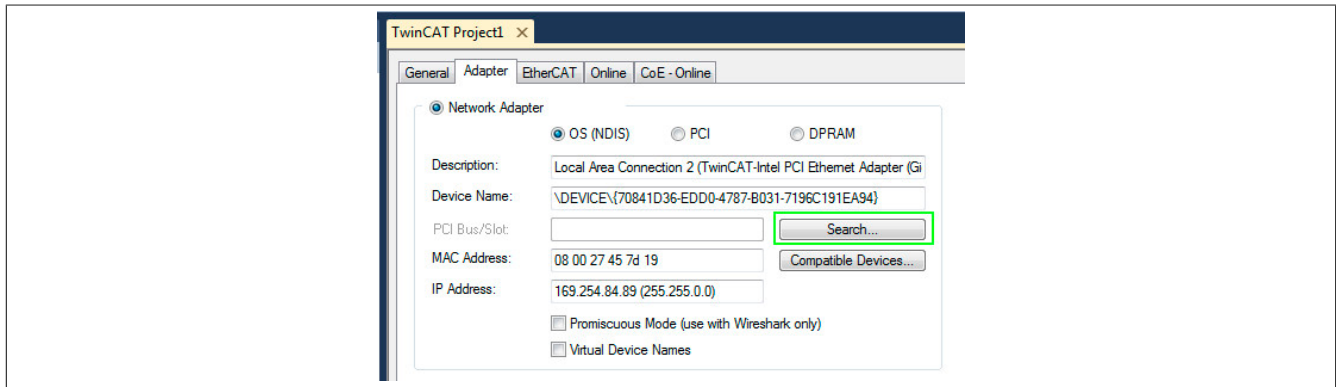 TwinCAT Project1
General Adapter EtherCAT Online CoE - Online
Network Adapter
OS (NDIS) PCI DPRAM
Description: Local Area Connection 2 (TwinCAT-Intel PCI Ethernet Adapter (Gi
Device Name: \DEVICE\{70841D36-EDD0-4787-B031-7196C191EA94}
PCI Bus/Slot: Search...
MAC Address: 08 00 27 45 7d 19 Compatible Devices...
IP Address: 169.254.84.89 (255.255.0.0)
Promiscuous Mode (use with Wireshark only)
Virtual Device Names